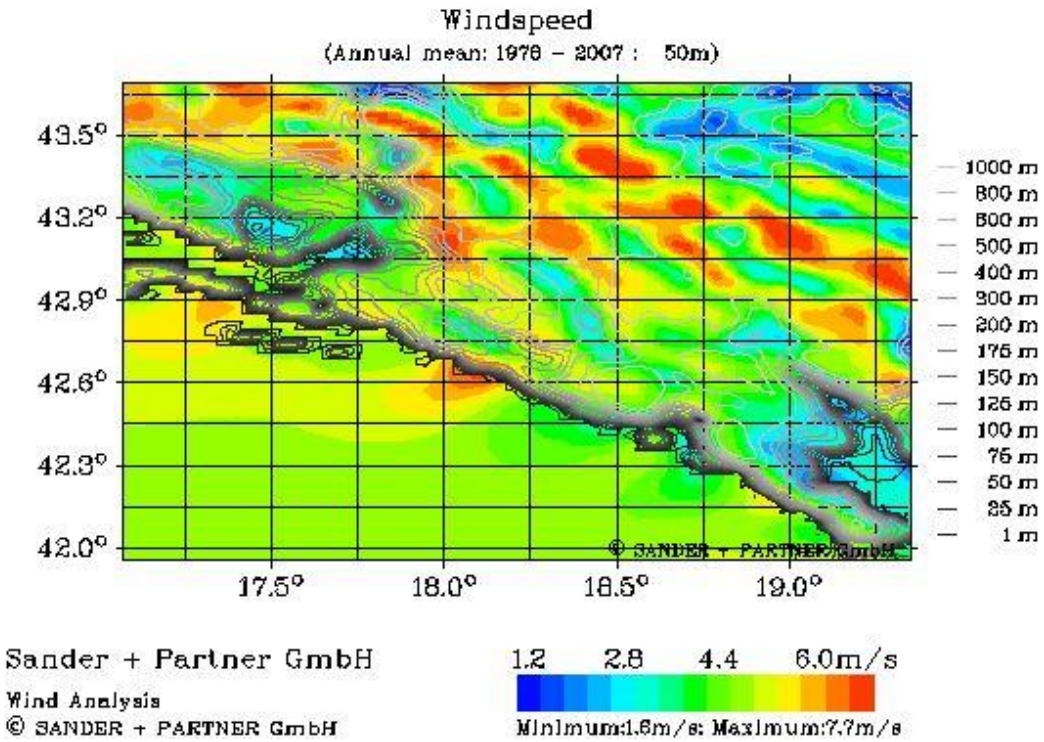 Windspeed
(Annual mean: 1978 - 2007 : 50m)
43.5°
43.2°
42.9°
42.6°
42.3°
42.0°
17.5° 18.0° 18.5° 19.0°
1000 m
800 m
600 m
500 m
400 m
300 m
200 m
175 m
150 m
125 m
100 m
75 m
50 m
25 m
1 m
© SANDER + PARTNER GmbH
Sander + Partner GmbH
Wind Analysis
© SANDER + PARTNER GmbH
1.2 2.8 4.4 6.0m/s
Minimum:1.6m/s; Maximum:7.7m/s